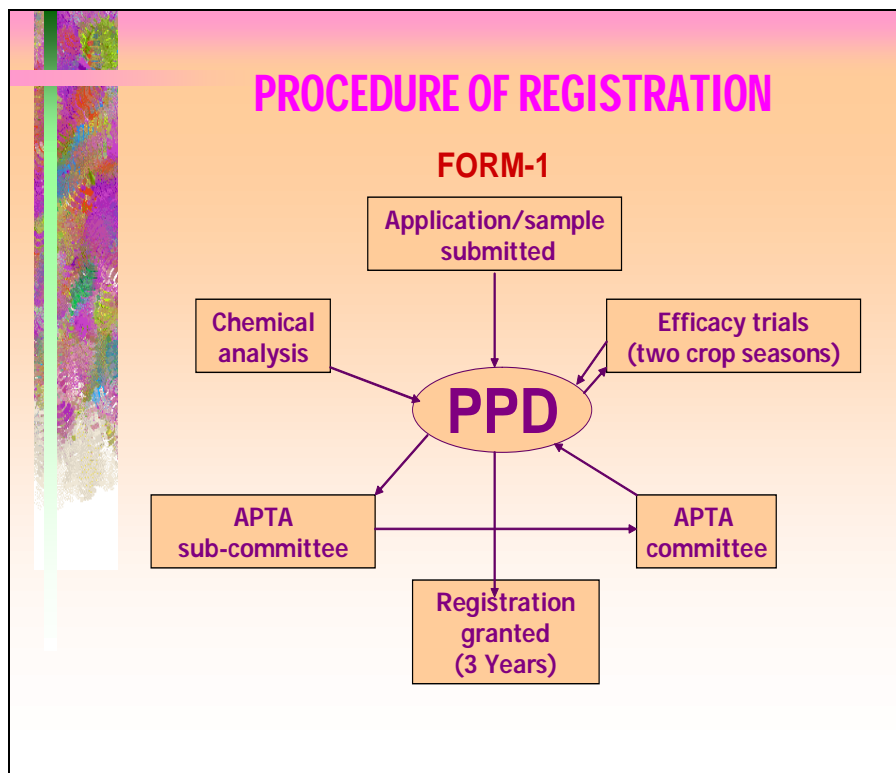 PROCEDURE OF REGISTRATION
FORM-1
Application/sample
submitted
Chemical
analysis
Efficacy trials
(two crop seasons)
PPD
APTA
sub-committee
APTA
committee
Registration
granted
(3 Years)